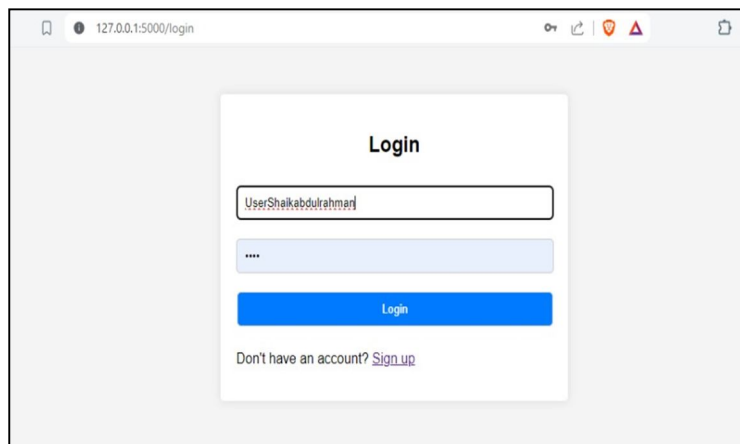 127.0.0.1:5000/login
Login
UserShaikabdulrahman
••••
Login
Don't have an account? Sign up